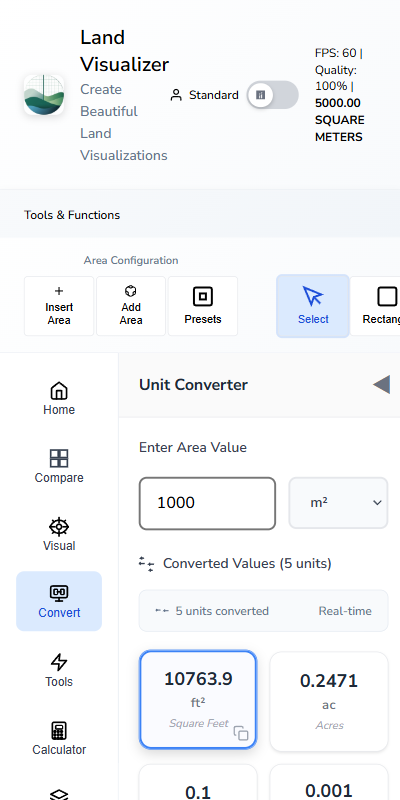 Land
Visualizer
Create
Beautiful
Land
Visualizations
Standard
FPS: 60 |
Quality:
100% |
5000.00
SQUARE
METERS
Tools & Functions
Area Configuration
Insert
Area
Add
Area
Presets
Select
Rectang
Home
Compare
Visual
Convert
Tools
Calculator
Unit Converter
Enter Area Value
1000
m²
Converted Values (5 units)
5 units converted
Real-time
10763.9
ft²
Square Feet
0.2471
ac
Acres
0.1
0.001